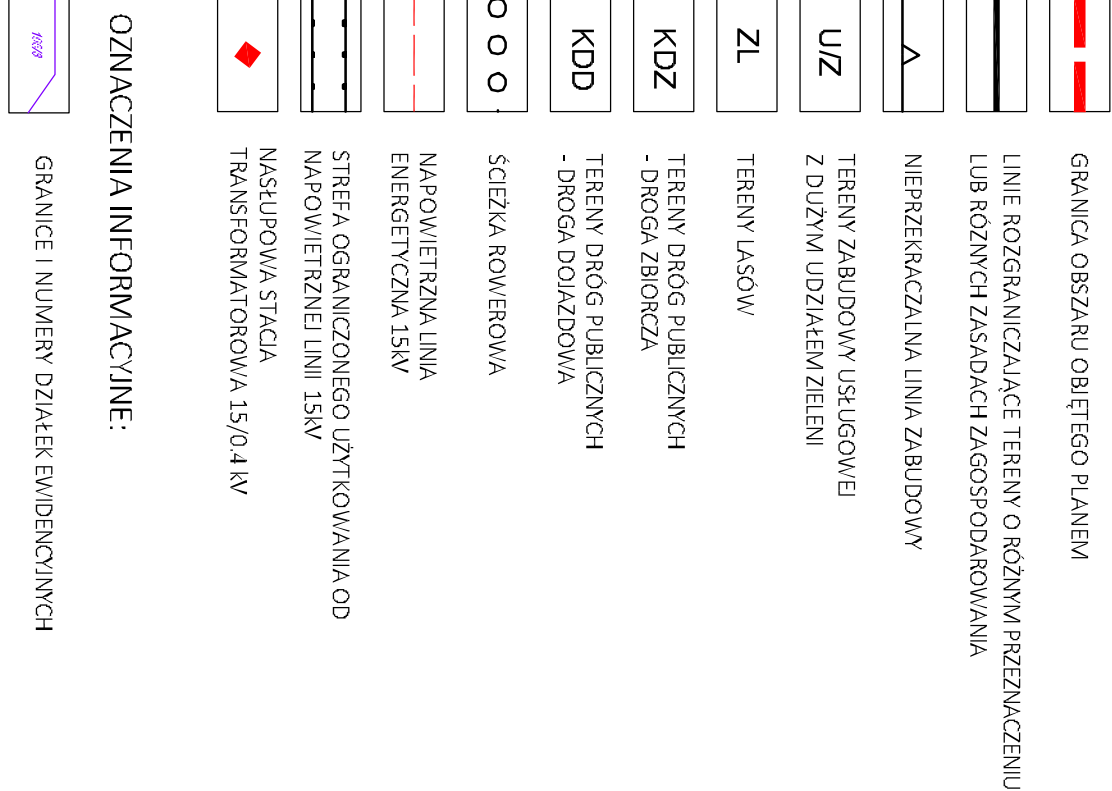 GRANICA OBSZARU OBJĘTEGO PLANEM
LINIE ROZGRANICZAJĄCE TERENY O RÓŻNYM PRZEZNACZENIU
LUB RÓŻNYCH ZASADACH ZAGOSPODAROWANIA
NIEPRZEKRACZALNA LINIA ZABUDOWY
U/Z
TERENY ZABUDOWY USŁUGOWEJ
Z DUŻYM UDZIAŁEM ZIELENI
ZL
TERENY LASÓW
KDZ
TERENY DRÓG PUBLICZNYCH
- DROGA ZBIORCZA
KDD
TERENY DRÓG PUBLICZNYCH
- DROGA DOJAZDOWA
ŚCIEŻKA ROWEROWA
NAPOWIETRZNA LINIA
ENERGETYCZNA 15kV
STREFA OGRANICZONEGO UŻYTKOWANIA OD
NAPOWIETRZNEJ LINII 15kV
NASŁUPOWA STACJA
TRANSFORMATOROWA 15/0.4 kV
OZNACZENIA INFORMACYJNE:
GRANICE I NUMERY DZIAŁEK EWIDENCYJNYCH